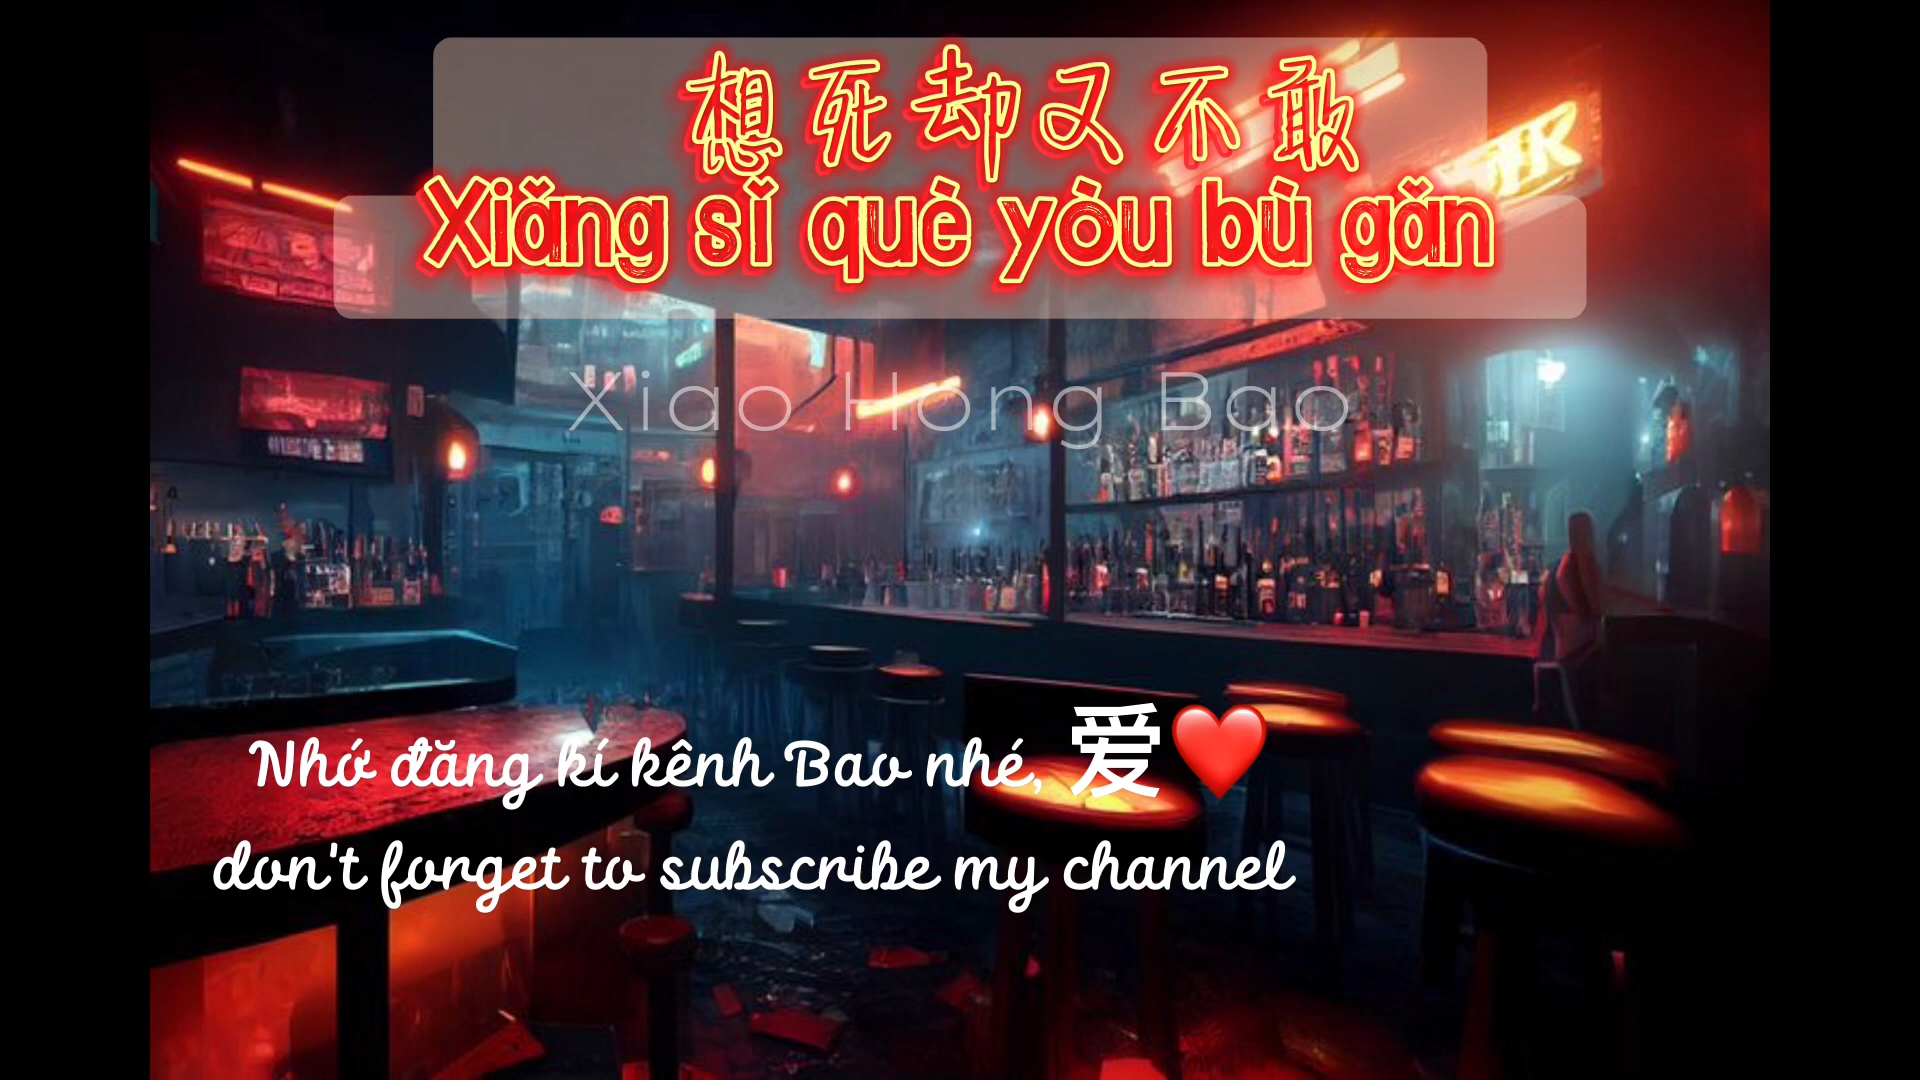 想死却又不敢
Xiǎng sǐ què yòu bù gǎn
Xiao Hong Bao
Nhớ đăng kí kênh Bao nhé, 爱❤️
don't forget to subscribe my channel